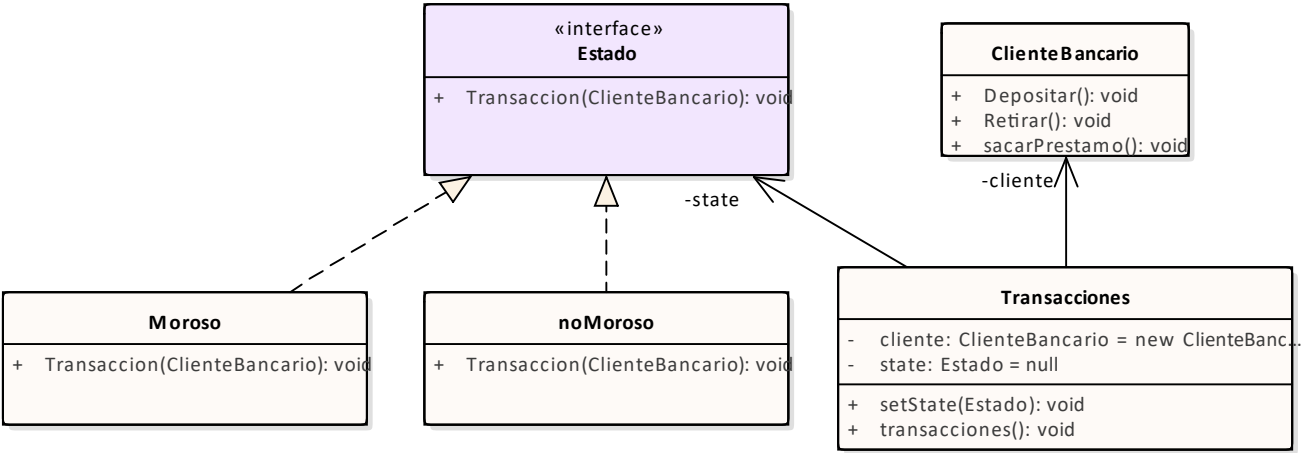 «interface»
Estado
+ Transaccion(ClienteBancario): void
ClienteBancario
+ Depositar(): void
+ Retirar(): void
+ sacarPrestamo(): void
-cliente
-state
Moroso
+ Transaccion(ClienteBancario): void
noMoroso
+ Transaccion(ClienteBancario): void
Transacciones
- cliente: ClienteBancario = new ClienteBanc...
- state: Estado = null
+ setState(Estado): void
+ transacciones(): void